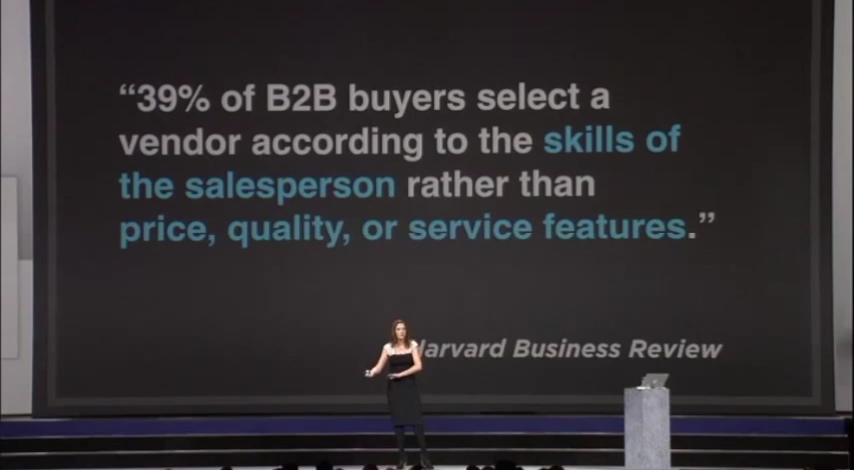 “39% of B2B buyers select a
vendor according to the skills of
the salesperson rather than
price, quality, or service features.”
Harvard Business Review